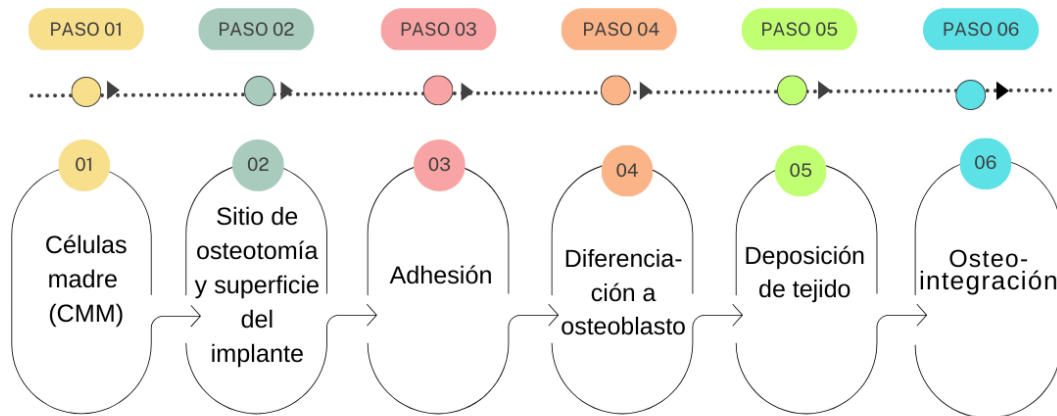 PASO 01
PASO 02
PASO 03
PASO 04
PASO 05
PASO 06
01
Células
madre
(CMM)
02
Sitio de
osteotomía
y superficie
del
implante
03
Adhesión
04
Diferencia-
ción a
osteoblasto
05
Deposición
de tejido
06
Osteo-
integración